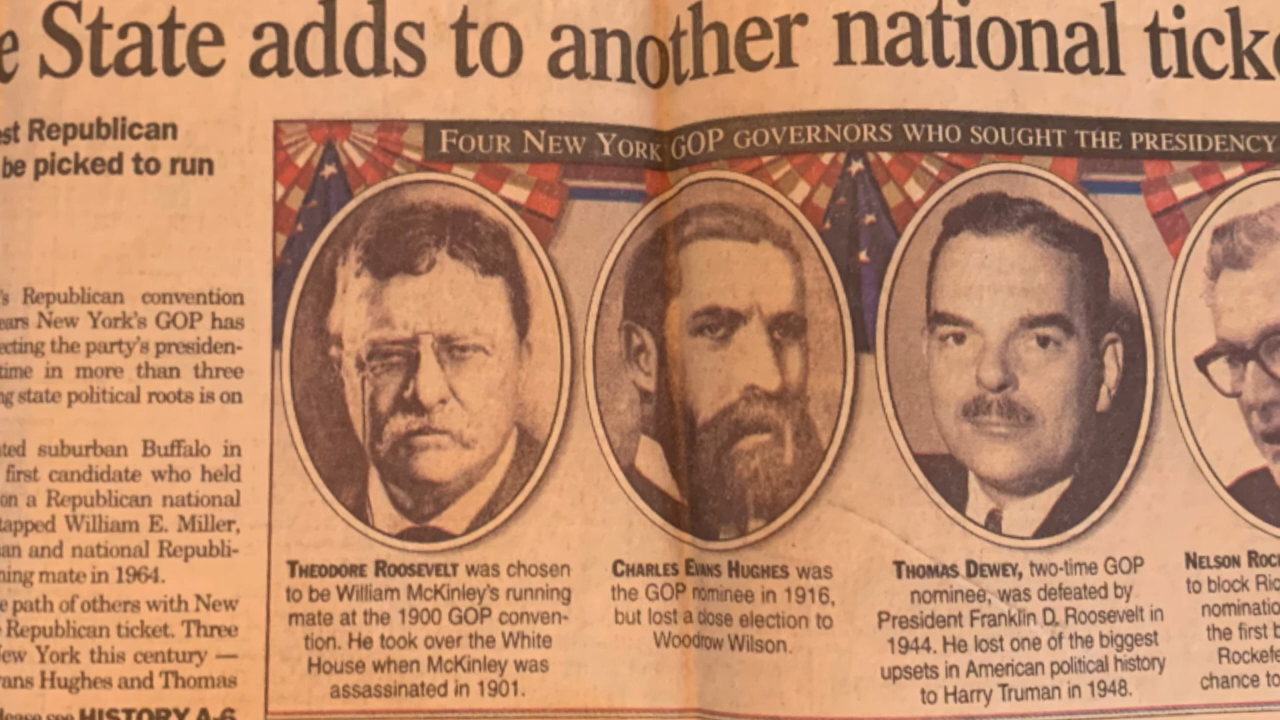 State adds to another national
est Republican
be picked to run
's Republican convention
ears New York's GOP has
ecting the party's presiden-
time in more than three
ng state political roots is on
ted suburban Buffalo in
first candidate who held
on a Republican national
tapped William E. Miller,
an and national Republi-
ning mate in 1964.
e path of others with New
Republican ticket. Three
ew York this century —
vans Hughes and Thomas
lease see HISTORY A-6
FOUR NEW YORK GOP GOVERNORS WHO SOUGHT THE PRESIDENCY
THEODORE ROOSEVELT was chosen
to be William McKinley's running
mate at the 1900 GOP conven-
tion. He took over the White
House when McKinley was
assassinated in 1901.
CHARLES EVANS HUGHES was
the GOP nominee in 1916,
but lost a close election to
Woodrow Wilson.
THOMAS DEWEY, two-time GOP
nominee, was defeated by
President Franklin D. Roosevelt in
1944. He lost one of the biggest
upsets in American political history
to Harry Truman in 1948.
NELSON ROC
to block Ric
nominatio
the first
Rockefe
chance to